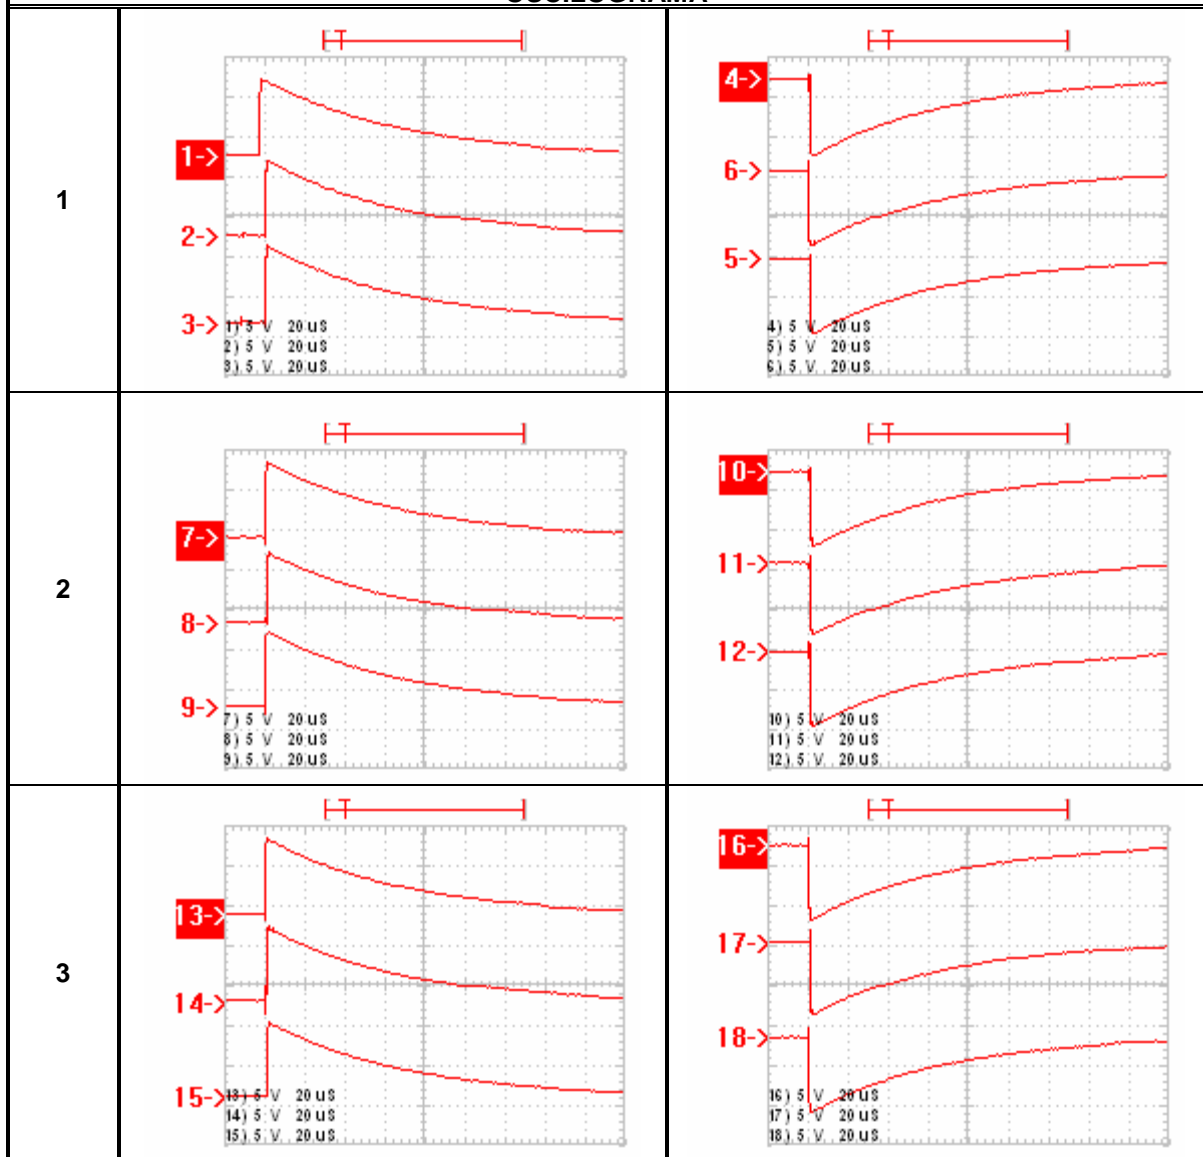 1
T
1->
2->
3->
1) 5 V 20 uS
2) 5 V 20 uS
3) 5 V 20 uS
T
4->
6->
5->
4) 5 V 20 uS
5) 5 V 20 uS
6) 5 V 20 uS
2
T
7->
8->
9->
7) 5 V 20 uS
8) 5 V 20 uS
9) 5 V 20 uS
T
10->
11->
12->
10) 5 V 20 uS
11) 5 V 20 uS
12) 5 V 20 uS
3
T
13->
14->
15->
13) 5 V 20 uS
14) 5 V 20 uS
15) 5 V 20 uS
T
16->
17->
18->
16) 5 V 20 uS
17) 5 V 20 uS
18) 5 V 20 uS